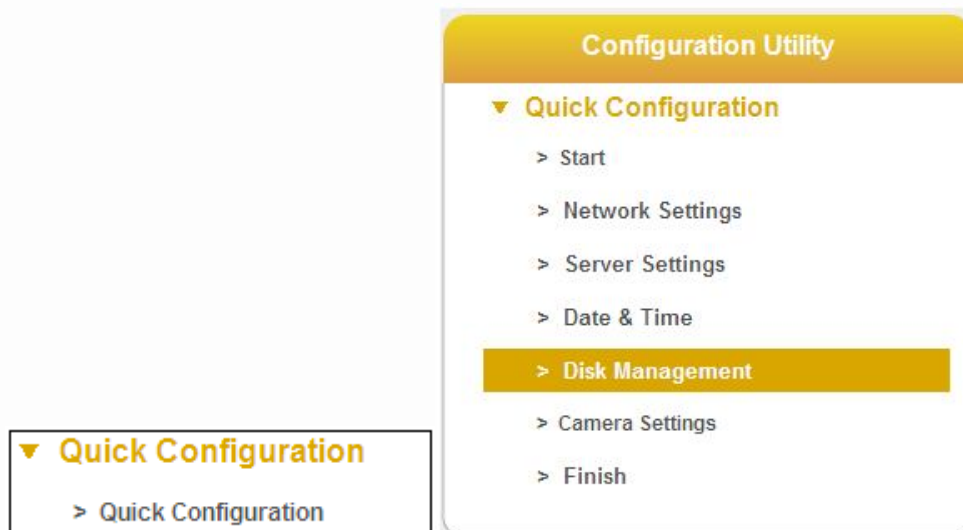 Configuration Utility
▼ Quick Configuration
> Start
> Network Settings
> Server Settings
> Date & Time
> Disk Management
> Camera Settings
> Finish
▼ Quick Configuration
> Quick Configuration